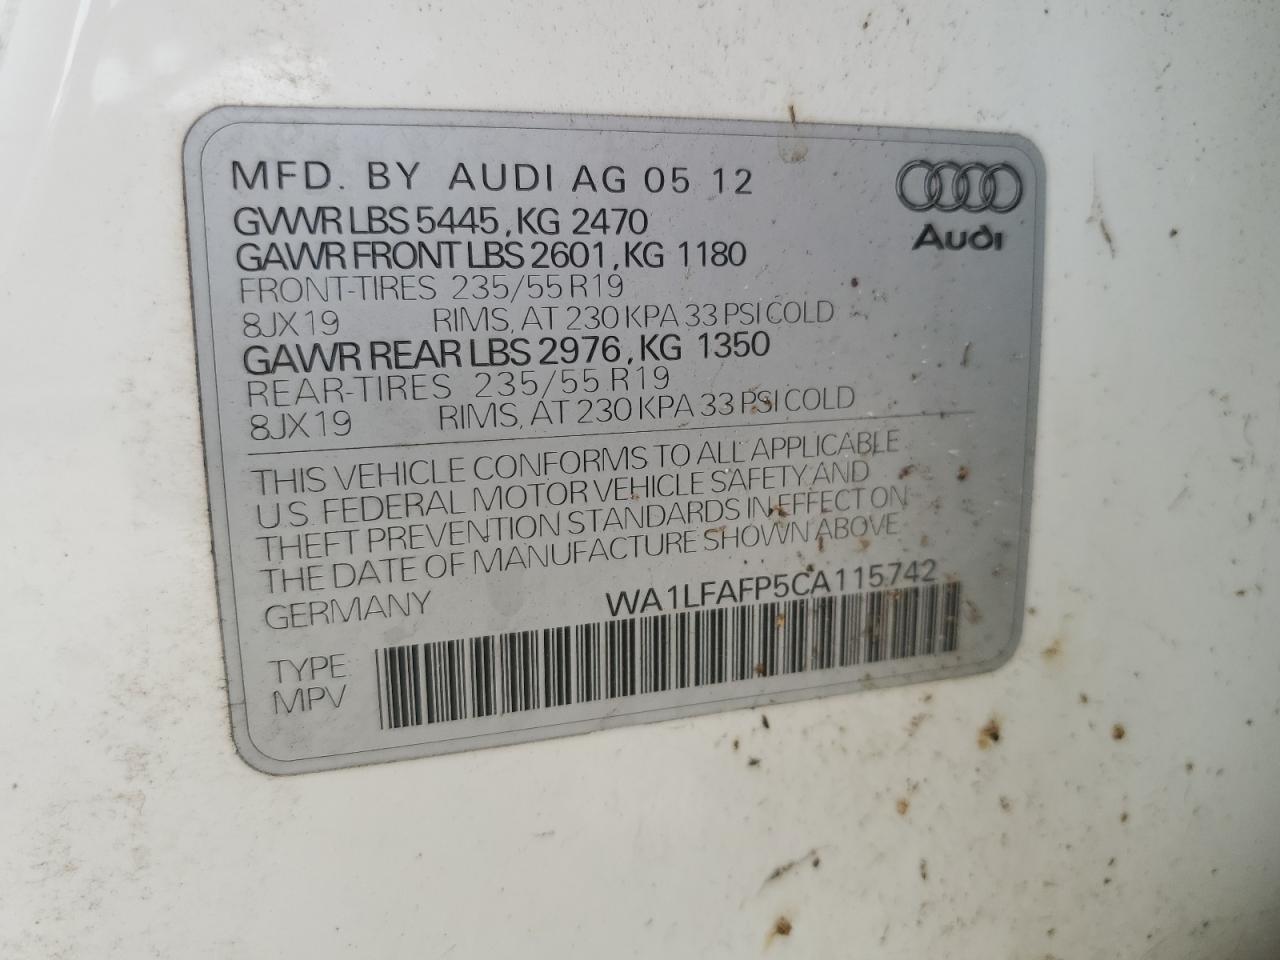 MFD. BY AUDI AG 05 12
GVWR LBS 5445, KG 2470
GAWR FRONT LBS 2601, KG 1180
FRONT-TIRES 235/55 R19
8JX19 RIMS, AT 230 KPA 33 PSI COLD
GAWR REAR LBS 2976, KG 1350
REAR-TIRES 235/55 R19
8JX19 RIMS, AT 230 KPA 33 PSI COLD
Audi
THIS VEHICLE CONFORMS TO ALL APPLICABLE
U.S. FEDERAL MOTOR VEHICLE SAFETY AND
THEFT PREVENTION STANDARDS IN EFFECT ON
THE DATE OF MANUFACTURE SHOWN ABOVE
GERMANY
WA1LFAFP5CA115742
TYPE
MPV